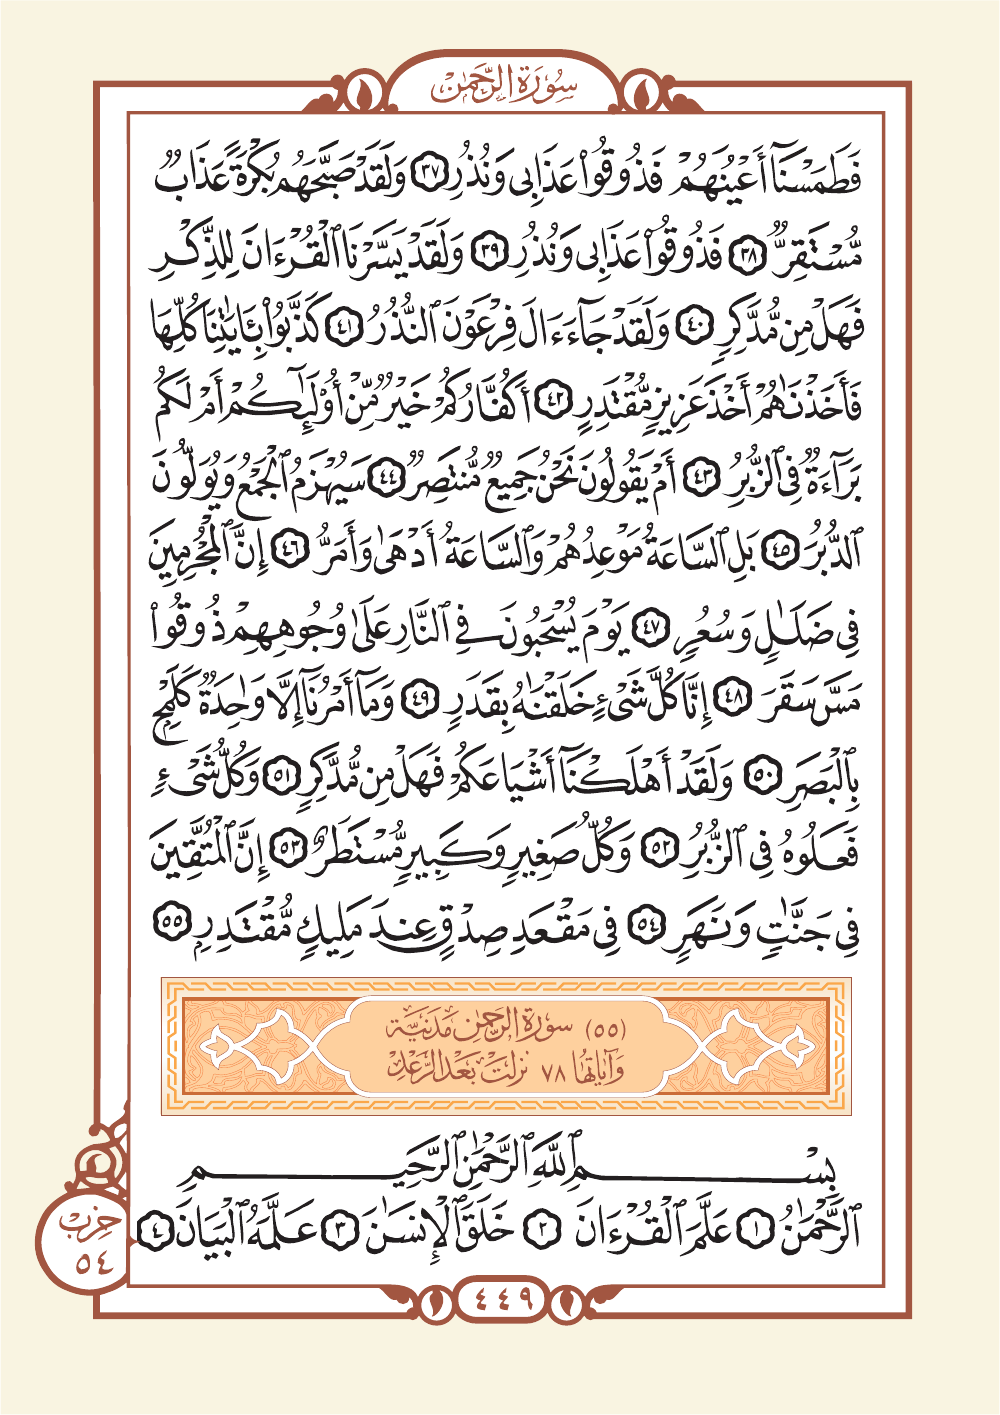 سُورَةُ الرَّحْمَٰن
فَطَمَسْنَآ أَعْيُنَهُمْ فَذُوقُوا۟ عَذَابِى وَنُذُرِ ٣٧ وَلَقَدْ صَبَّحَهُم بُكْرَةً عَذَابٌ
مُّسْتَقِرٌّ ٣٨ فَذُوقُوا۟ عَذَابِى وَنُذُرِ ٣٩ وَلَقَدْ يَسَّرْنَا ٱلْقُرْءَانَ لِلذِّكْرِ
فَهَلْ مِن مُّدَّكِرٍ ٤٠ وَلَقَدْ جَآءَ ءَالَ فِرْعَوْنَ ٱلنُّذُرُ ٤١ كَذَّبُوا۟ بِـَٔايَٰتِنَا كُلِّهَا
فَأَخَذْنَٰهُمْ أَخْذَ عَزِيزٍ مُّقْتَدِرٍ ٤٢ أَكُفَّارُكُمْ خَيْرٌ مِّنْ أُو۟لَٰٓئِكُمْ أَمْ لَكُم
بَرَآءَةٌ فِى ٱلزُّبُرِ ٤٣ أَمْ يَقُولُونَ نَحْنُ جَمِيعٌ مُّنتَصِرٌ ٤٤ سَيُهْزَمُ ٱلْجَمْعُ وَيُوَلُّونَ
ٱلدُّبُرَ ٤٥ بَلِ ٱلسَّاعَةُ مَوْعِدُهُمْ وَٱلسَّاعَةُ أَدْهَىٰ وَأَمَرُّ ٤٦ إِنَّ ٱلْمُجْرِمِينَ
فِى ضَلَٰلٍ وَسُعُرٍ ٤٧ يَوْمَ يُسْحَبُونَ فِى ٱلنَّارِ عَلَىٰ وُجُوهِهِمْ ذُوقُوا۟
مَسَّ سَقَرَ ٤٨ إِنَّا كُلَّ شَىْءٍ خَلَقْنَٰهُ بِقَدَرٍ ٤٩ وَمَآ أَمْرُنَآ إِلَّا وَٰحِدَةٌ كَلَمْحٍ
بِٱلْبَصَرِ ٥٠ وَلَقَدْ أَهْلَكْنَآ أَشْيَاعَكُمْ فَهَلْ مِن مُّدَّكِرٍ ٥١ وَكُلُّ شَىْءٍ
فَعَلُوهُ فِى ٱلزُّبُرِ ٥٢ وَكُلُّ صَغِيرٍ وَكَبِيرٍ مُّسْتَطَرٌ ٥٣ إِنَّ ٱلْمُتَّقِينَ
فِى جَنَّٰتٍ وَنَهَرٍ ٥٤ فِى مَقْعَدِ صِدْقٍ عِندَ مَلِيكٍ مُّقْتَدِرٍۭ ٥٥
(٥٥) سُورَةُ الرَّحْمَٰن مَدَنِيَّة
وَآيَاتُهَا ٧٨ نَزَلَتْ بَعْدَ الرَّعْدِ
بِسْمِ ٱللَّهِ ٱلرَّحْمَٰنِ ٱلرَّحِيمِ
ٱلرَّحْمَٰنُ ١ عَلَّمَ ٱلْقُرْءَانَ ٢ خَلَقَ ٱلْإِنسَٰنَ ٣ عَلَّمَهُ ٱلْبَيَانَ ٤
حِزْب
٥٤
٤٤٩